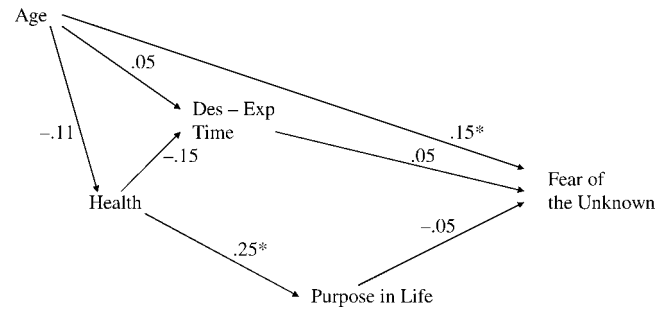 Age
.05
Des – Exp
Time
.15*
–.11
–.15
.05
Fear of
the Unknown
Health
–.05
.25*
Purpose in Life